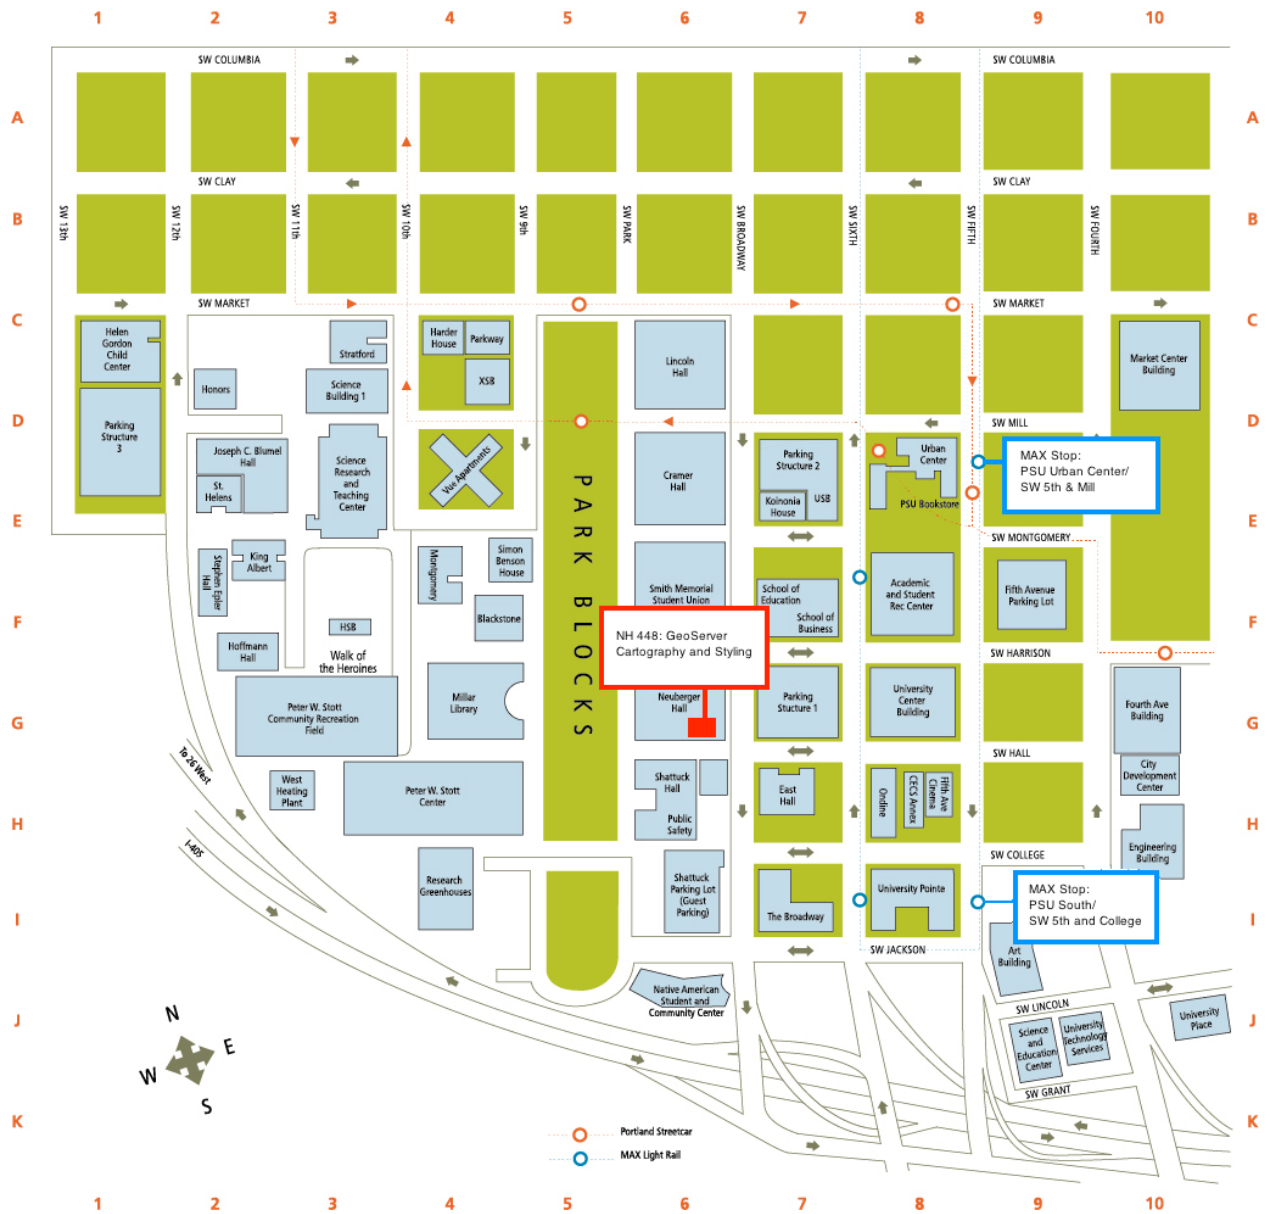 1 2 3 4 5 6 7 8 9 10
SW COLUMBIA
SW COLUMBIA
A
A
SW CLAY
SW CLAY
B
B
SW 13th
SW 12th
SW 11th
SW 10th
SW 9th
SW PARK
SW BROADWAY
SW SIXTH
SW FIFTH
SW FOURTH
SW MARKET
SW MARKET
C
C
Helen
Gordon
Child
Center
Stratford
Harder
House
Parkway
XSB
Lincoln
Hall
Market Center
Building
Honors
Science
Building 1
D
D
SW MILL
Parking
Structure
3
Joseph C. Blumel
Hall
St.
Helens
Science
Research
and
Teaching
Center
Vue Apartments
PARK BLOCKS
Cramer
Hall
Parking
Structure 2
Koinonia
House
USB
Urban
Center
PSU Bookstore
MAX Stop:
PSU Urban Center/
SW 5th & Mill
E
E
SW MONTGOMERY
Stephen Epler
Hall
King
Albert
Montgomery
Simon
Benson
House
Blackstone
Smith Memorial
Student Union
School of
Education
School of
Business
Academic
and Student
Rec Center
Fifth Avenue
Parking Lot
F
F
HSB
Hoffmann
Hall
Walk of
the Heroines
NH 448: GeoServer
Cartography and Styling
SW HARRISON
Peter W. Stott
Community Recreation
Field
Millar
Library
Neuberger
Hall
Parking
Stucture 1
University
Center
Building
Fourth Ave
Building
G
G
To 26 West
SW HALL
West
Heating
Plant
Peter W. Stott
Center
Shattuck
Hall
Public
Safety
East
Hall
Ondine
CECS Annex
Fifth Ave
Cinema
City
Development
Center
H
H
I-405
SW COLLEGE
Engineering
Building
Research
Greenhouses
Shattuck
Parking Lot
(Guest
Parking)
The Broadway
University Pointe
MAX Stop:
PSU South/
SW 5th and College
I
I
SW JACKSON
Art
Building
Native American
Student and
Community Center
SW LINCOLN
University
Place
J
J
Science
and
Education
Center
University
Technology
Services
N
E
W
S
SW GRANT
K
K
Portland Streetcar
MAX Light Rail
1 2 3 4 5 6 7 8 9 10